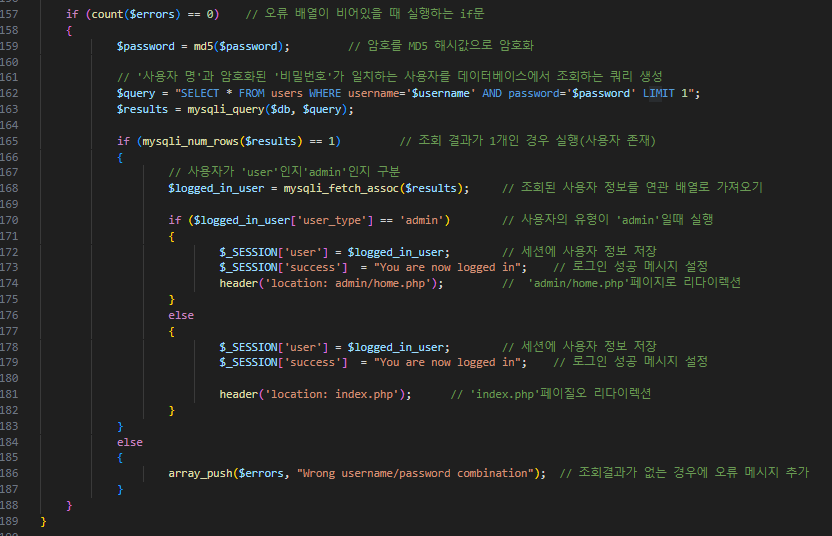 157 if (count($errors) == 0) // 오류 배열이 비어있을 때 실행하는 if문
158 {
159 $password = md5($password); // 암호를 MD5 해시값으로 암호화
160
161 // '사용자 명'과 암호화된 '비밀번호'가 일치하는 사용자를 데이터베이스에서 조회하는 쿼리 생성
162 $query = "SELECT * FROM users WHERE username='$username' AND password='$password' LIMIT 1";
163 $results = mysqli_query($db, $query);
164
165 if (mysqli_num_rows($results) == 1) // 조회 결과가 1개인 경우 실행(사용자 존재)
166 {
167 // 사용자가 'user'인지'admin'인지 구분
168 $logged_in_user = mysqli_fetch_assoc($results); // 조회된 사용자 정보를 연관 배열로 가져오기
169
170 if ($logged_in_user['user_type'] == 'admin') // 사용자의 유형이 'admin'일때 실행
171 {
172 $_SESSION['user'] = $logged_in_user; // 세션에 사용자 정보 저장
173 $_SESSION['success'] = "You are now logged in"; // 로그인 성공 메시지 설정
174 header('location: admin/home.php'); // 'admin/home.php'페이지로 리다이렉션
175 }
176 else
177 {
178 $_SESSION['user'] = $logged_in_user; // 세션에 사용자 정보 저장
179 $_SESSION['success'] = "You are now logged in"; // 로그인 성공 메시지 설정
180
181 header('location: index.php'); // 'index.php'페이질오 리다이렉션
182 }
183 }
184 else
185 {
186 array_push($errors, "Wrong username/password combination"); // 조회결과가 없는 경우에 오류 메시지 추가
187 }
188 }
189 }